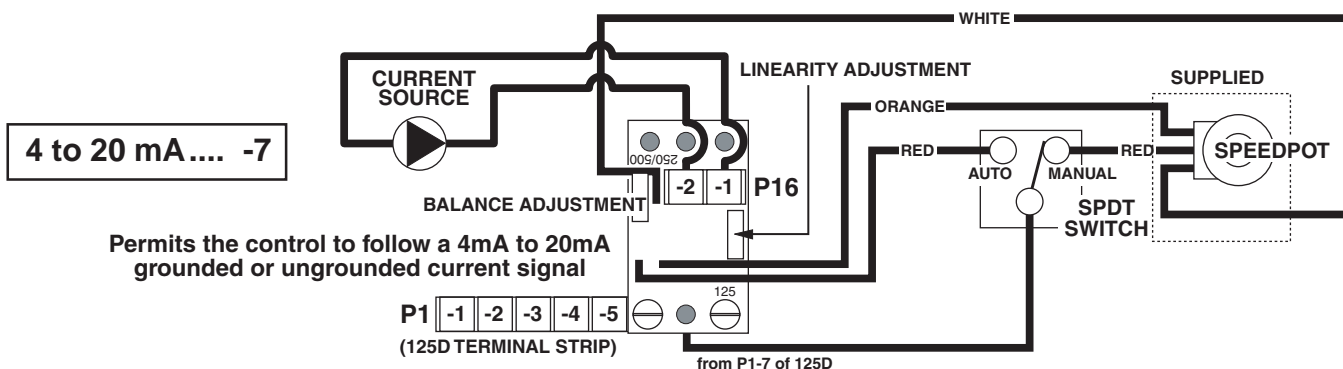 WHITE
CURRENT
SOURCE
LINEARITY ADJUSTMENT
SUPPLIED
ORANGE
4 to 20 mA.... -7
250/500
RED
RED
SPEEDPOT
AUTO
MANUAL
-2
-1
P16
BALANCE ADJUSTMENT
SPDT
SWITCH
Permits the control to follow a 4mA to 20mA
grounded or ungrounded current signal
125
P1
-1
-2
-3
-4
-5
(125D TERMINAL STRIP)
from P1-7 of 125D